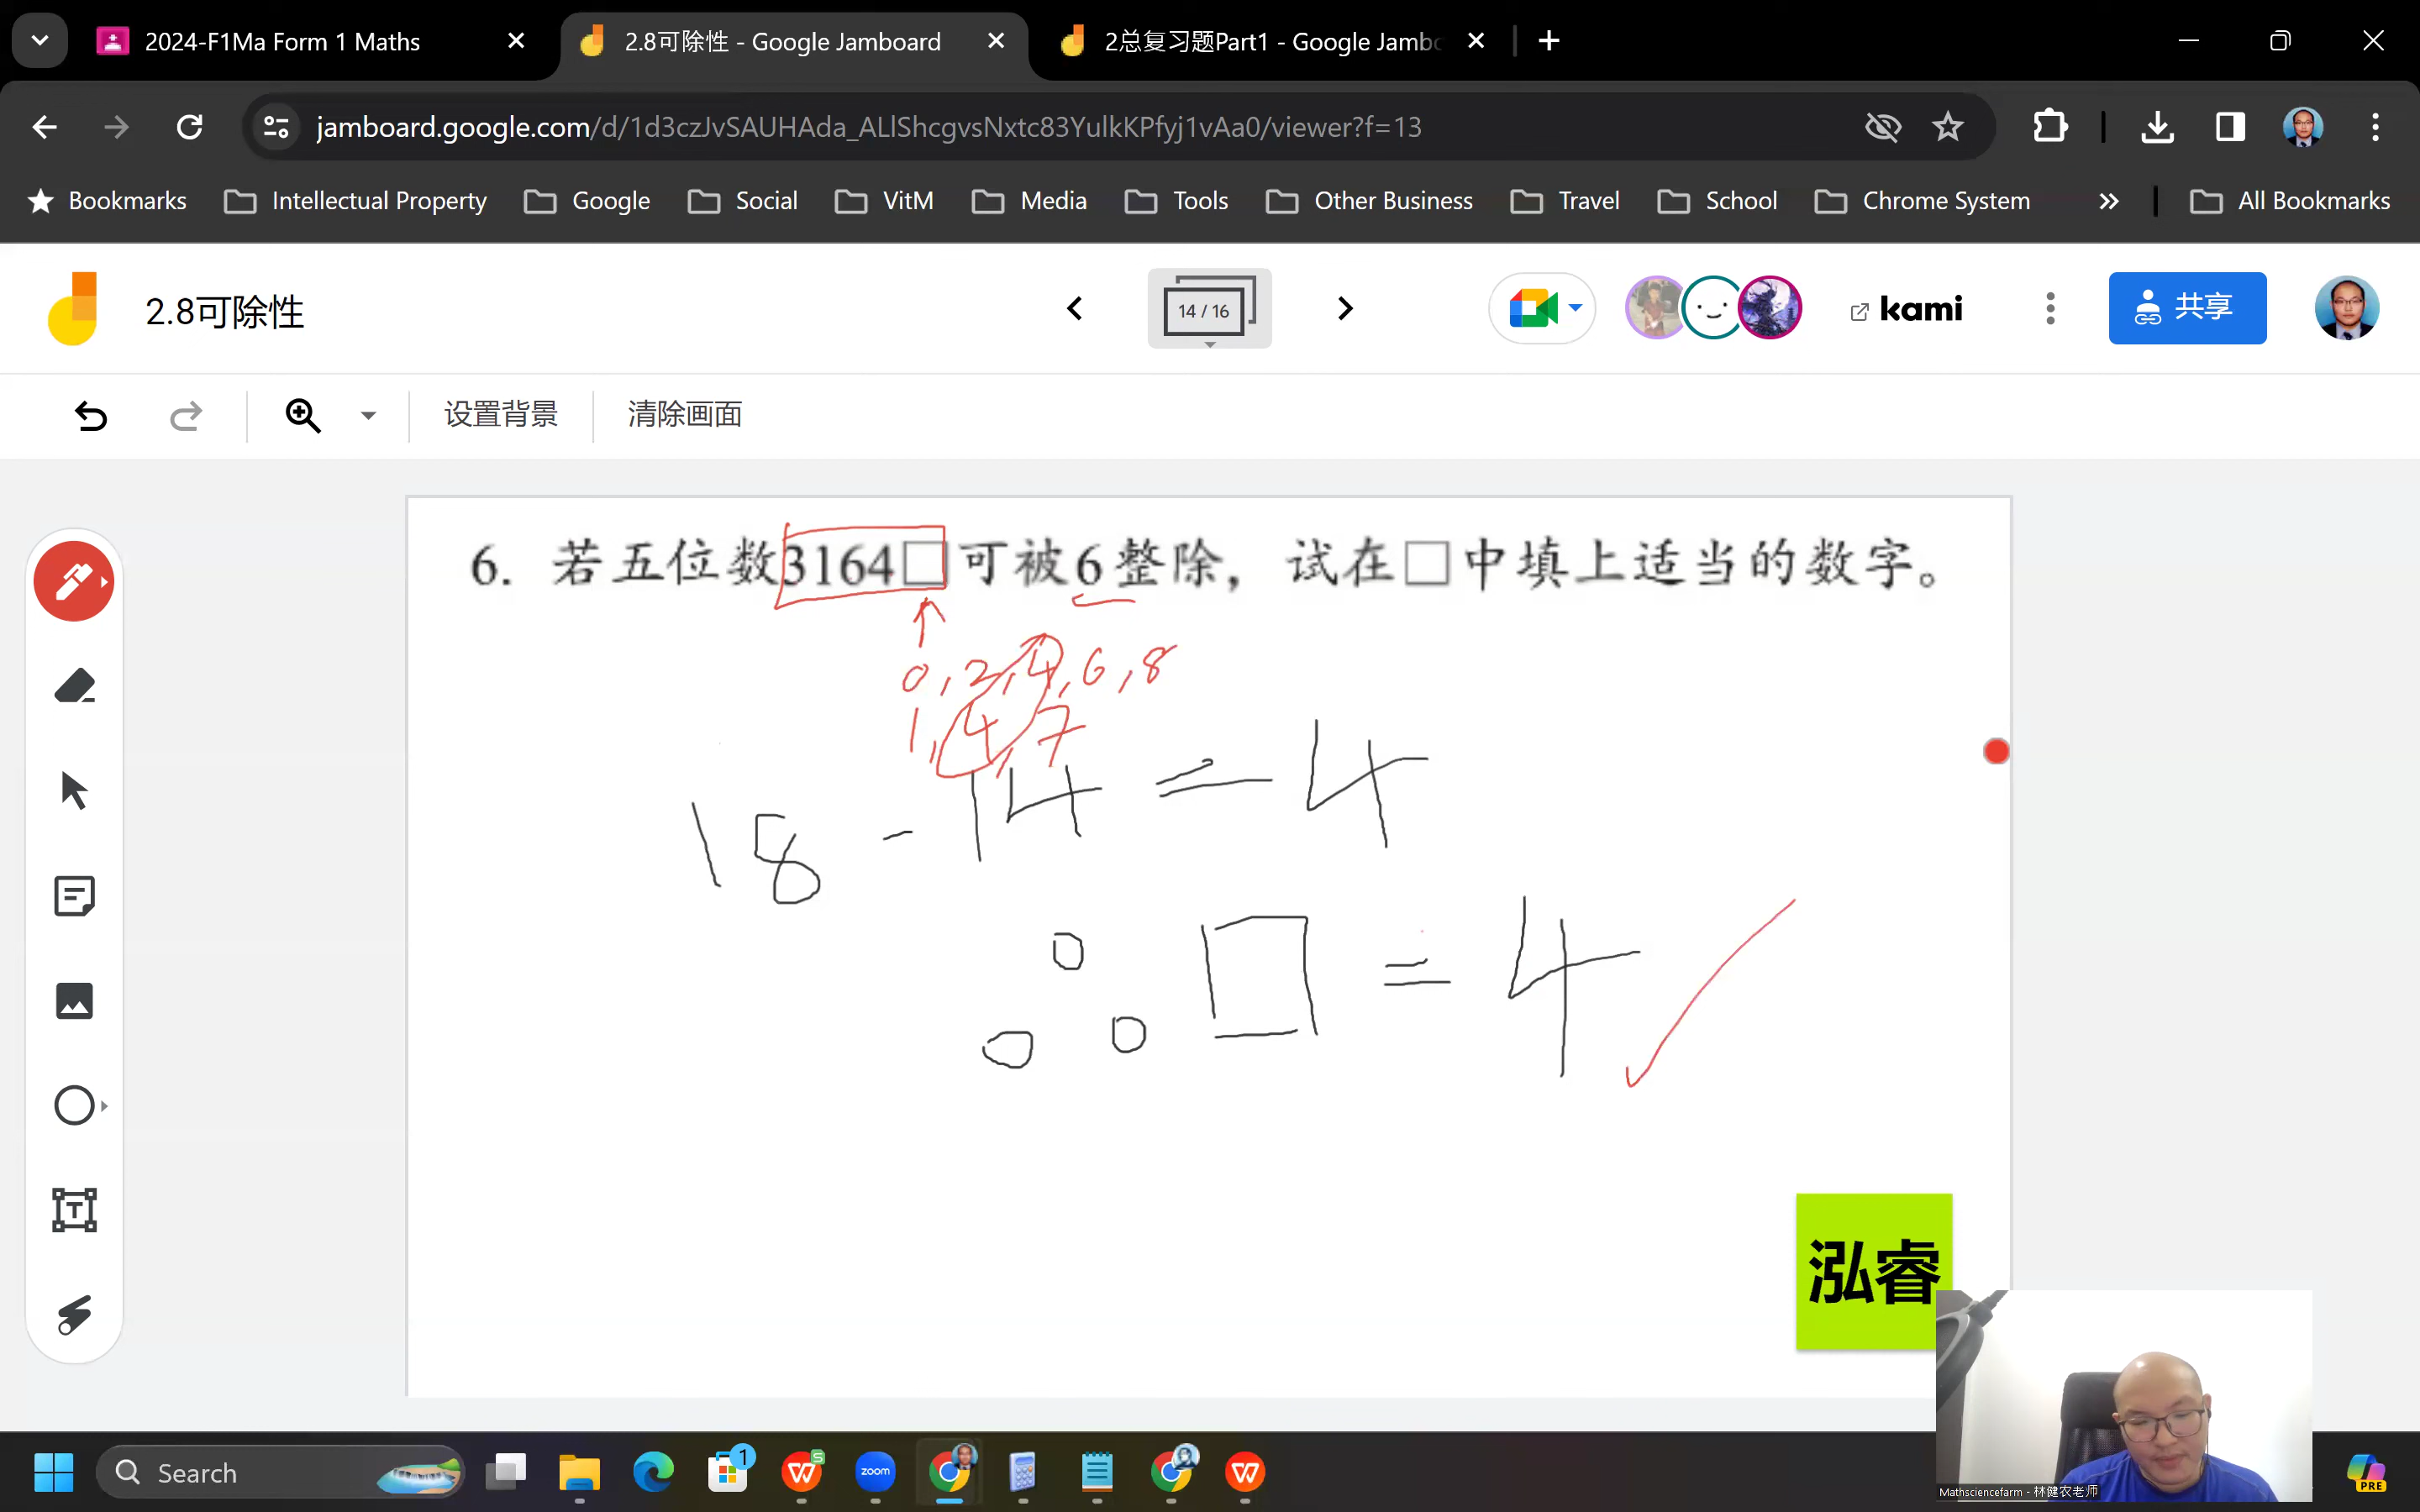 2024-F1Ma Form 1 Maths
2.8可除性 - Google Jamboard
2总复习题Part1 - Google Jambo
jamboard.google.com/d/1d3czJvSAUHAda_ALlShcgvsNxtc83YulkKPfyj1vAa0/viewer?f=13
Bookmarks Intellectual Property Google Social VitM Media Tools Other Business Travel School Chrome System All Bookmarks
2.8可除性
14 / 16
kami
共享
设置背景 清除画面
6. 若五位数3164□可被6整除，试在□中填上适当的数字。
0, 2, 4, 6, 8
1, 4, 7
18 - 14 = 4
∴ □ = 4
泓睿
Mathsciencefarm - 林健农老师
Search
1
S
zoom
PRE